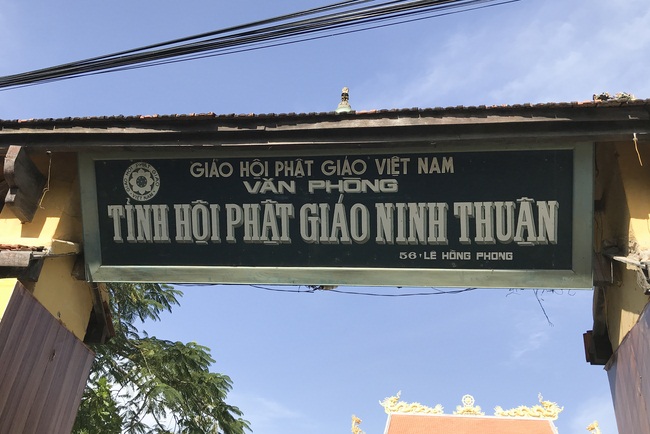 GIÁO HỘI PHẬT GIÁO VIỆT NAM
VĂN PHÒNG
TỈNH HỘI PHẬT GIÁO NINH THUẬN
56 · LÊ HỒNG PHONG